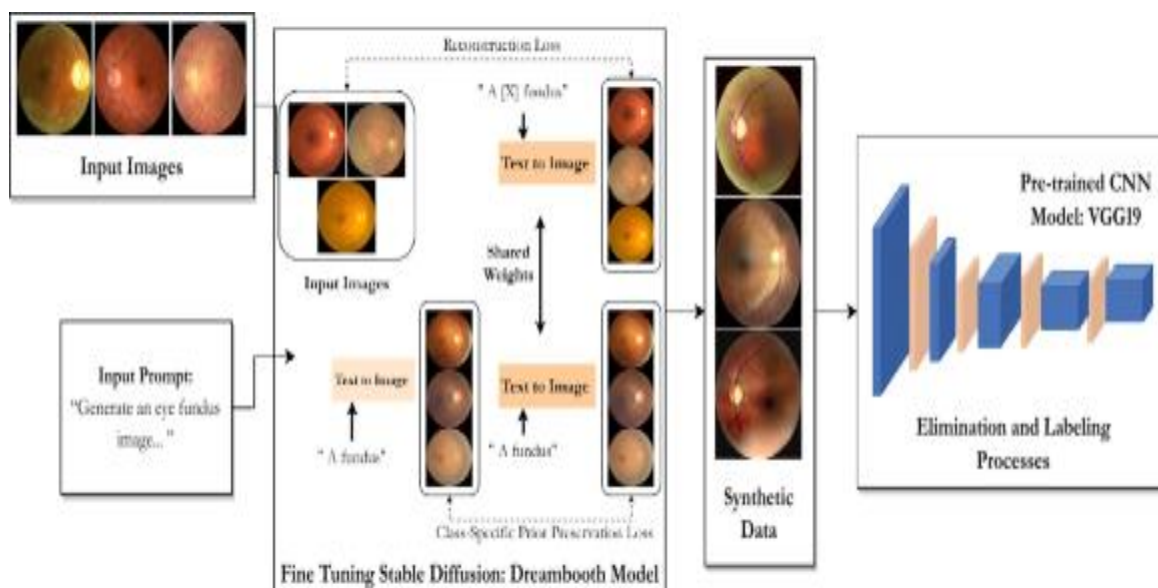 Input Images
Input Prompt:
"Generate an eye fundus
image... "
Reconstruction Loss
" A [X] fundus"
Text to Image
Input Images
Shared
Weights
Text to Image
" A fundus"
Text to Image
" A fundus"
Class-Specific Prior Preservation Loss
Fine Tuning Stable Diffusion: Dreambooth Model
Synthetic
Data
Pre-trained CNN
Model: VGG19
Elimination and Labeling
Processes